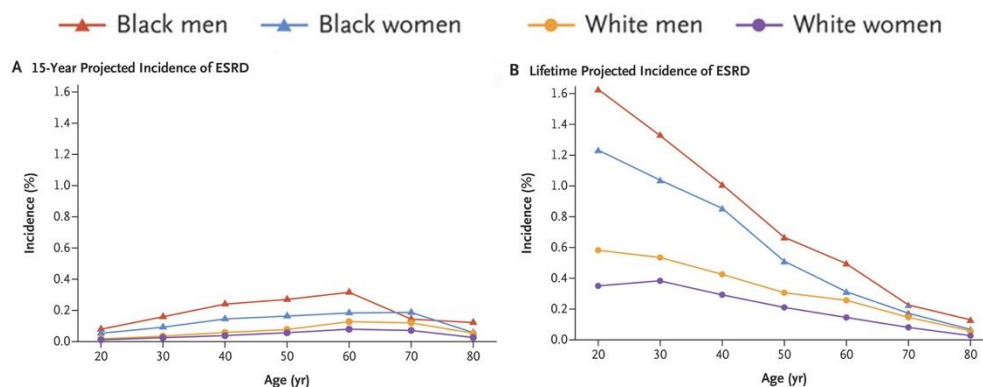 Black men Black women White men White women
A 15-Year Projected Incidence of ESRD
1.6
1.4
1.2
1.0
0.8
0.6
0.4
0.2
0.0
Incidence (%)
20 30 40 50 60 70 80
Age (yr)
B Lifetime Projected Incidence of ESRD
1.6
1.4
1.2
1.0
0.8
0.6
0.4
0.2
0.0
Incidence (%)
20 30 40 50 60 70 80
Age (yr)